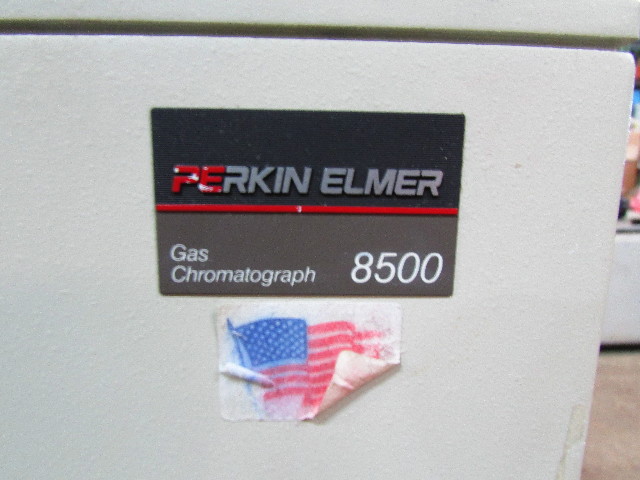 PERKIN ELMER
Gas
Chromatograph 8500